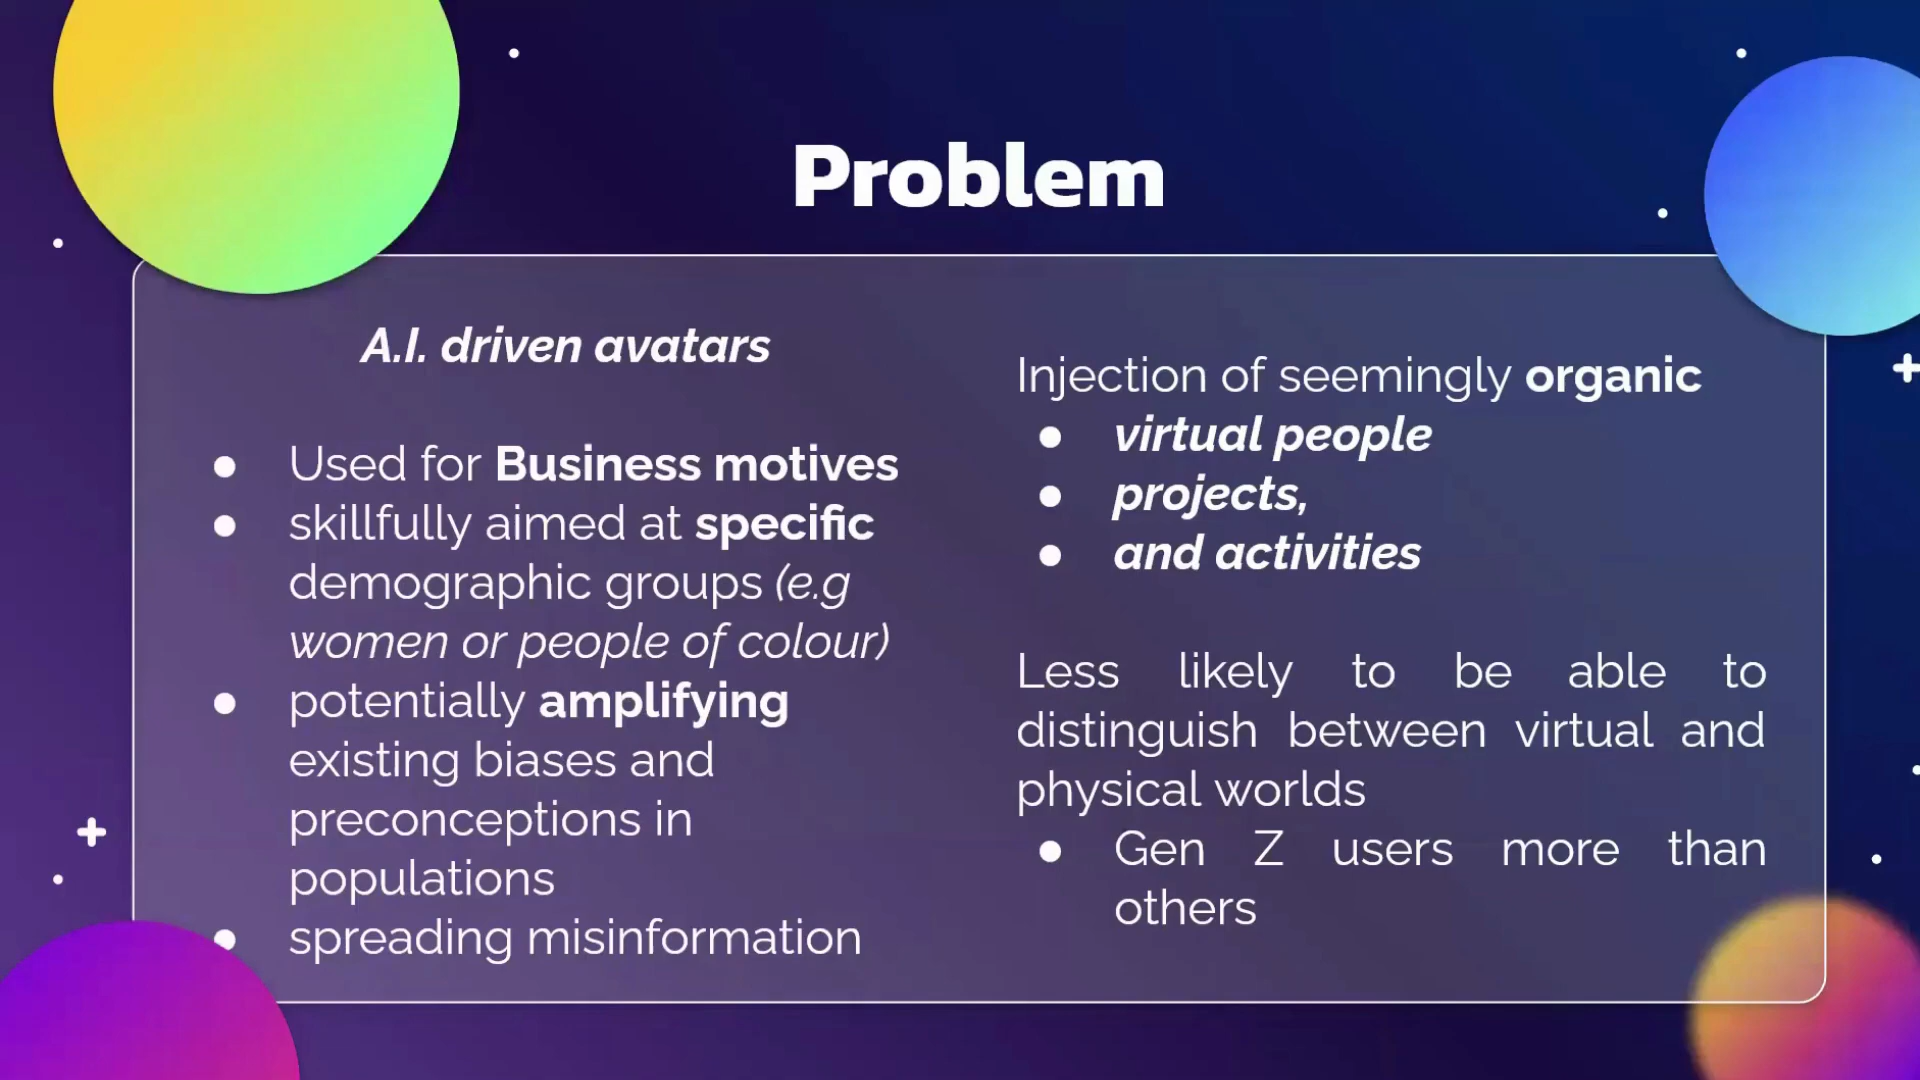 Problem
A.I. driven avatars
● Used for Business motives
● skillfully aimed at specific
demographic groups (e.g
women or people of colour)
● potentially amplifying
existing biases and
preconceptions in
populations
● spreading misinformation
Injection of seemingly organic
● virtual people
● projects,
● and activities
Less likely to be able to
distinguish between virtual and
physical worlds
● Gen Z users more than
others